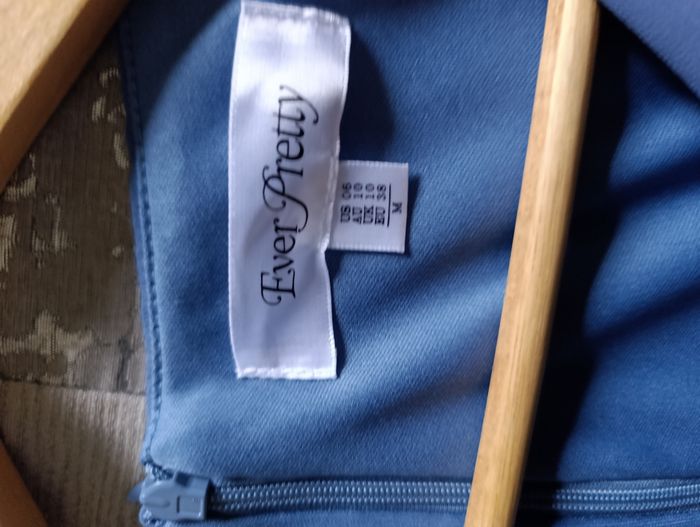 Ever Pretty
US 06
AU 10
UK 10
EU 38
M